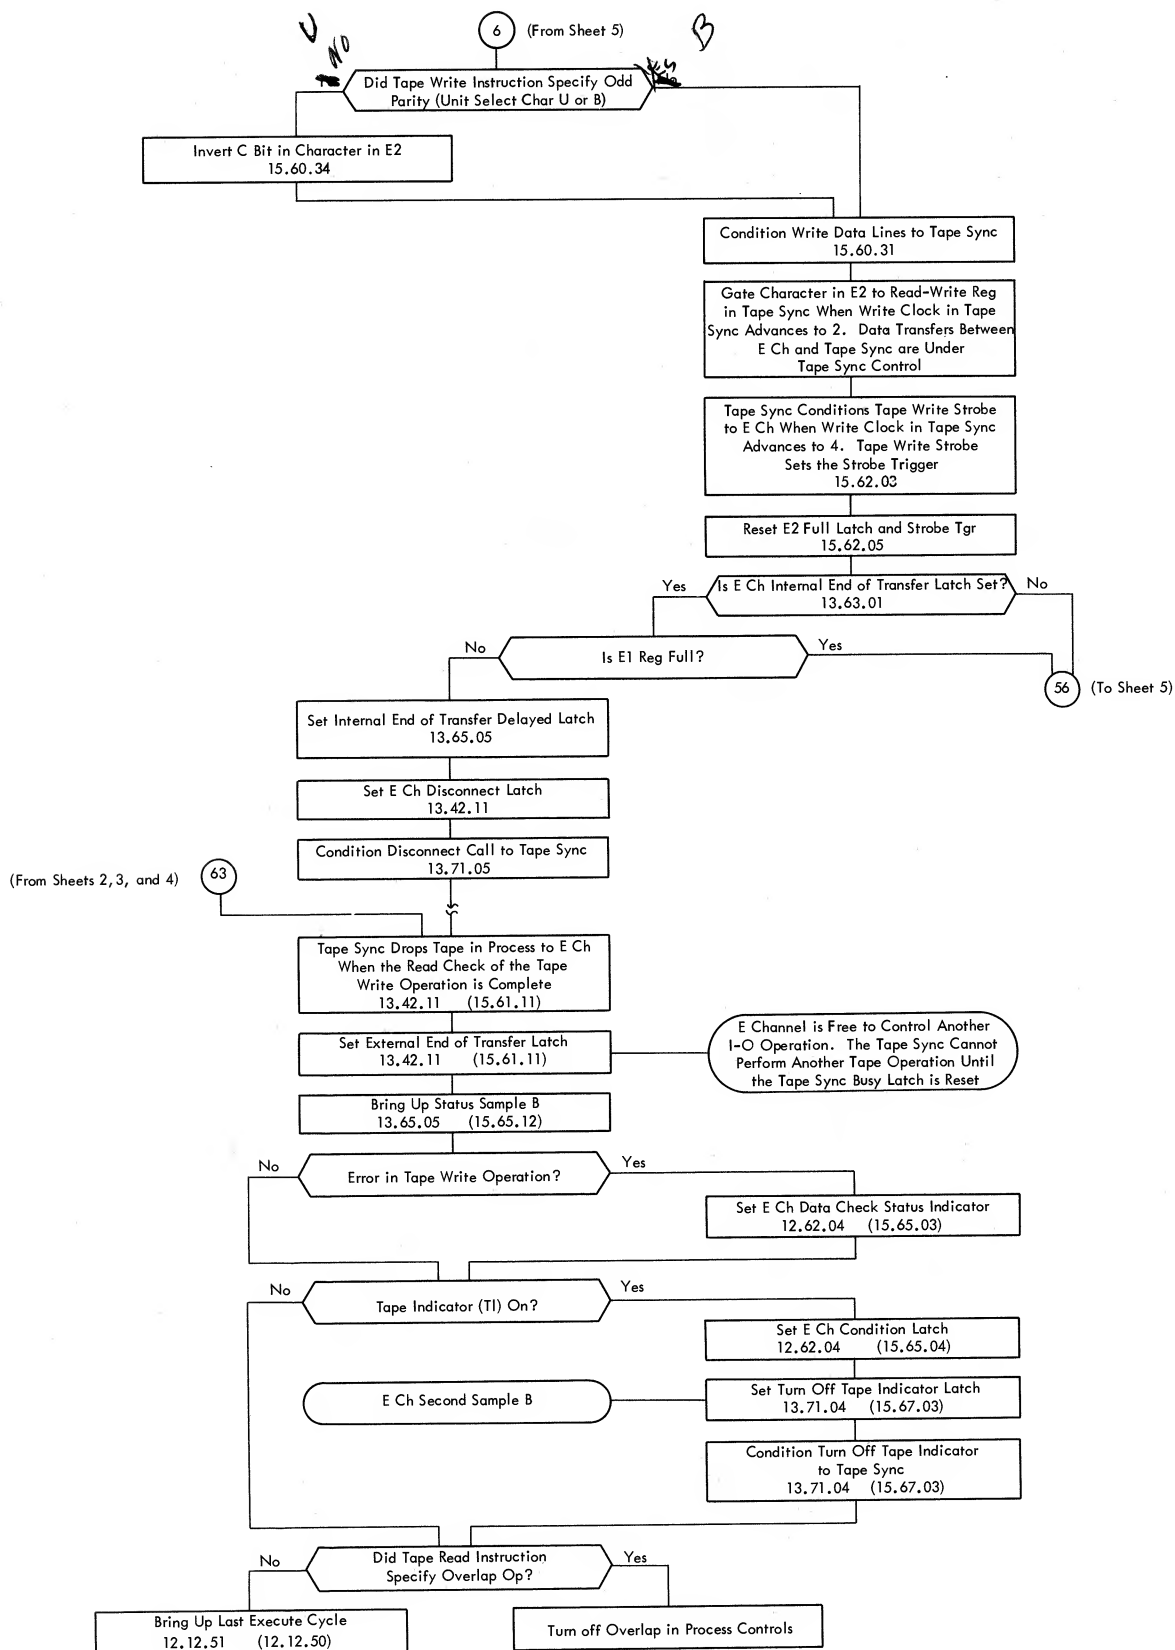 U
NO
6 (From Sheet 5)
B
YES
Did Tape Write Instruction Specify Odd
Parity (Unit Select Char U or B)
Invert C Bit in Character in E2
15.60.34
Condition Write Data Lines to Tape Sync
15.60.31
Gate Character in E2 to Read-Write Reg
in Tape Sync When Write Clock in Tape
Sync Advances to 2. Data Transfers Between
E Ch and Tape Sync are Under
Tape Sync Control
Tape Sync Conditions Tape Write Strobe
to E Ch When Write Clock in Tape Sync
Advances to 4. Tape Write Strobe
Sets the Strobe Trigger
15.62.03
Reset E2 Full Latch and Strobe Tgr
15.62.05
Yes
Is E Ch Internal End of Transfer Latch Set?
13.63.01
No
No
Is E1 Reg Full?
Yes
56 (To Sheet 5)
Set Internal End of Transfer Delayed Latch
13.65.05
Set E Ch Disconnect Latch
13.42.11
Condition Disconnect Call to Tape Sync
13.71.05
(From Sheets 2,3, and 4) 63
Tape Sync Drops Tape in Process to E Ch
When the Read Check of the Tape
Write Operation is Complete
13.42.11 (15.61.11)
Set External End of Transfer Latch
13.42.11 (15.61.11)
E Channel is Free to Control Another
I-O Operation. The Tape Sync Cannot
Perform Another Tape Operation Until
the Tape Sync Busy Latch is Reset
Bring Up Status Sample B
13.65.05 (15.65.12)
No
Error in Tape Write Operation?
Yes
Set E Ch Data Check Status Indicator
12.62.04 (15.65.03)
No
Tape Indicator (TI) On?
Yes
Set E Ch Condition Latch
12.62.04 (15.65.04)
E Ch Second Sample B
Set Turn Off Tape Indicator Latch
13.71.04 (15.67.03)
Condition Turn Off Tape Indicator
to Tape Sync
13.71.04 (15.67.03)
No
Did Tape Read Instruction
Specify Overlap Op?
Yes
Bring Up Last Execute Cycle
12.12.51 (12.12.50)
Turn off Overlap in Process Controls